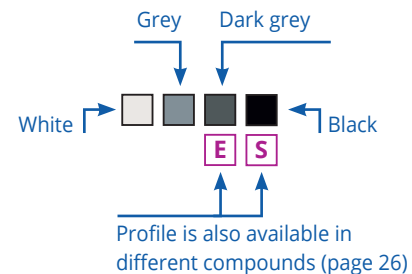 Grey Dark grey
White Black
E S
Profile is also available in
different compounds (page 26)